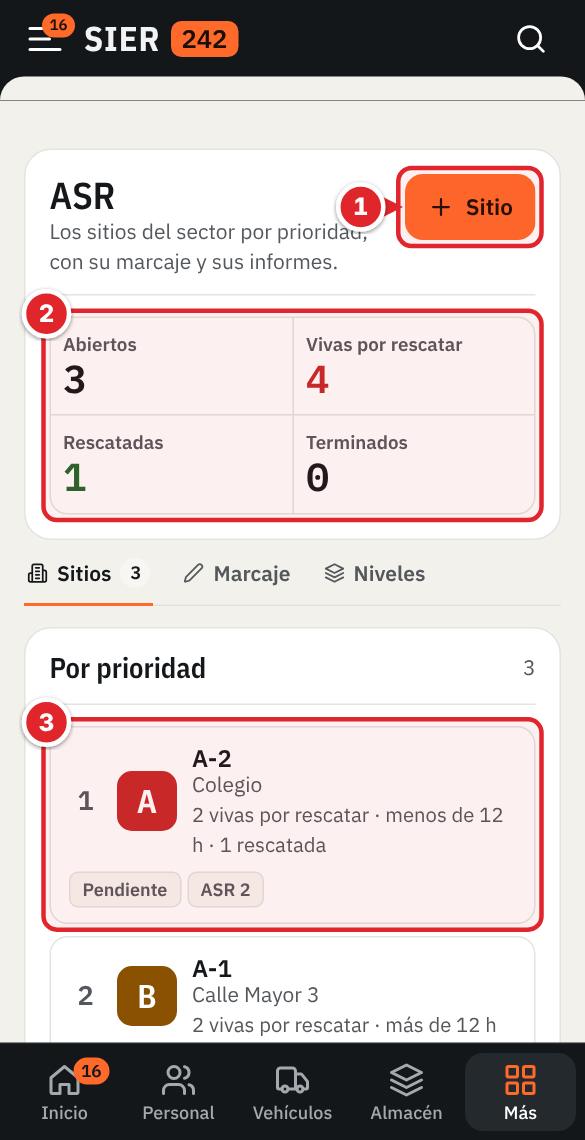 16
SIER 242
ASR
1
+ Sitio
Los sitios del sector por prioridad,
con su marcaje y sus informes.
2
Abiertos
3
Vivas por rescatar
4
Rescatadas
1
Terminados
0
Sitios 3 Marcaje Niveles
Por prioridad 3
3
A-2
1 A Colegio
2 vivas por rescatar · menos de 12
h · 1 rescatada
Pendiente ASR 2
A-1
2 B Calle Mayor 3
2 vivas por rescatar · más de 12 h
16
Inicio Personal Vehículos Almacén Más